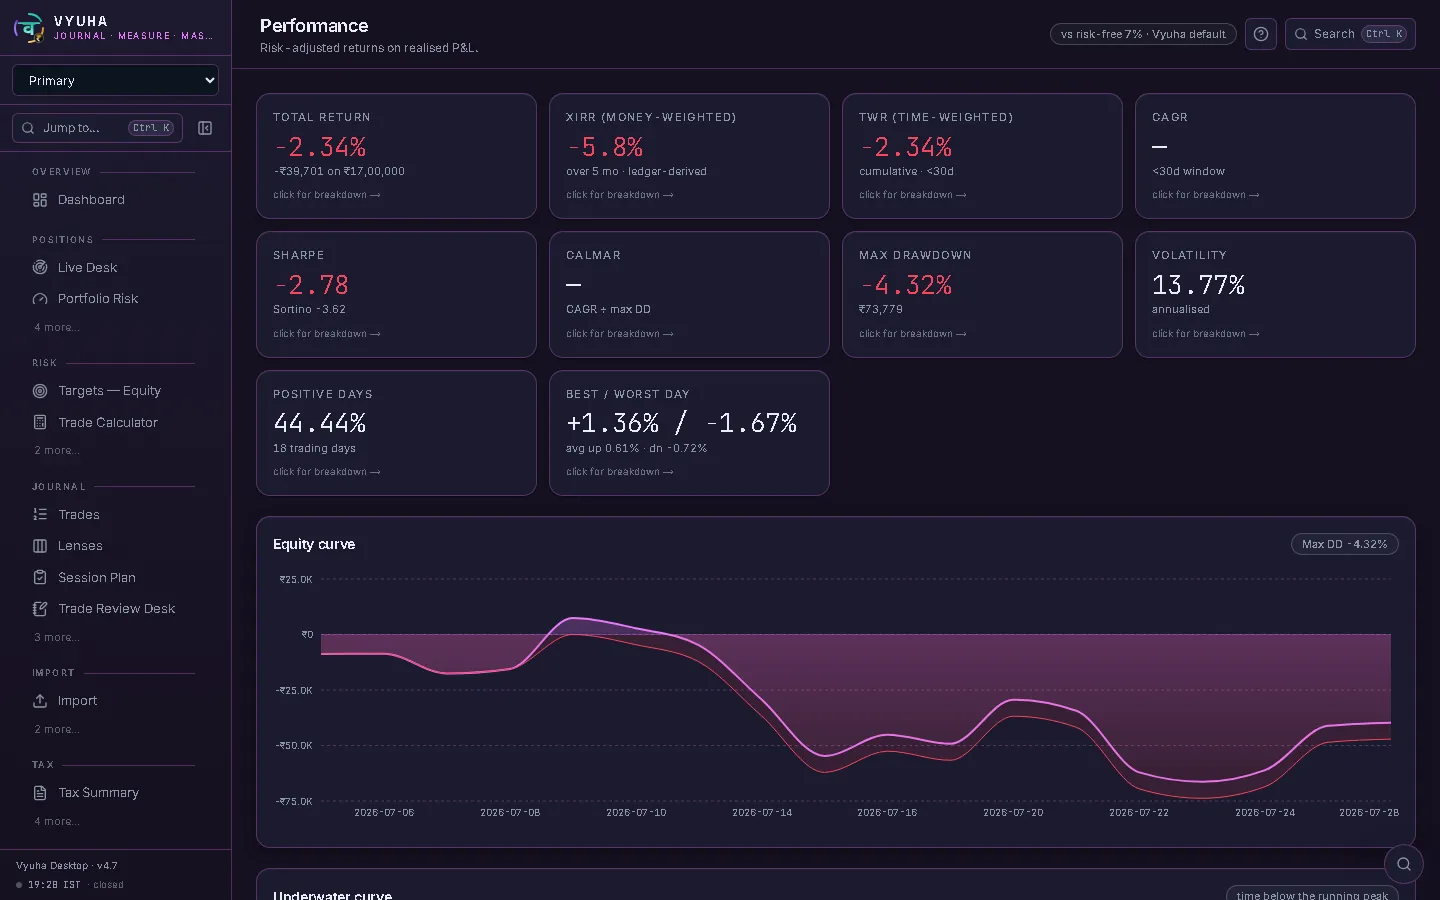 व
VYUHA
JOURNAL · MEASURE · MAS...
Primary
Jump to...
Ctrl K
OVERVIEW
Dashboard
POSITIONS
Live Desk
Portfolio Risk
4 more...
RISK
Targets — Equity
Trade Calculator
2 more...
JOURNAL
Trades
Lenses
Session Plan
Trade Review Desk
3 more...
IMPORT
Import
2 more...
TAX
Tax Summary
4 more...
Vyuha Desktop · v4.7
19:28 IST · closed
Performance
Risk-adjusted returns on realised P&L.
vs risk-free 7% · Vyuha default
Search
Ctrl K
TOTAL RETURN
-2.34%
-₹39,701 on ₹17,00,000
click for breakdown →
XIRR (MONEY-WEIGHTED)
-5.8%
over 5 mo · ledger-derived
click for breakdown →
TWR (TIME-WEIGHTED)
-2.34%
cumulative · <30d
click for breakdown →
CAGR
—
<30d window
click for breakdown →
SHARPE
-2.78
Sortino -3.62
click for breakdown →
CALMAR
—
CAGR ÷ max DD
click for breakdown →
MAX DRAWDOWN
-4.32%
₹73,779
click for breakdown →
VOLATILITY
13.77%
annualised
click for breakdown →
POSITIVE DAYS
44.44%
18 trading days
click for breakdown →
BEST / WORST DAY
+1.36% / -1.67%
avg up 0.61% · dn -0.72%
click for breakdown →
Equity curve
Max DD -4.32%
₹25.0K
₹0
-₹25.0K
-₹50.0K
-₹75.0K
2026-07-06
2026-07-08
2026-07-10
2026-07-14
2026-07-16
2026-07-20
2026-07-22
2026-07-24
2026-07-28
Underwater curve
time below the running peak